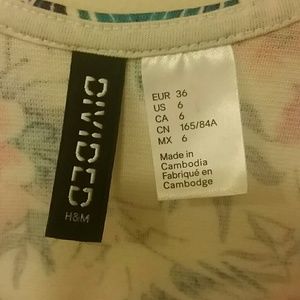 DIVIDED
H&M
EUR 36
US 6
CA 6
CN 165/84A
MX 6
Made in
Cambodia
Fabriqué en
Cambodge